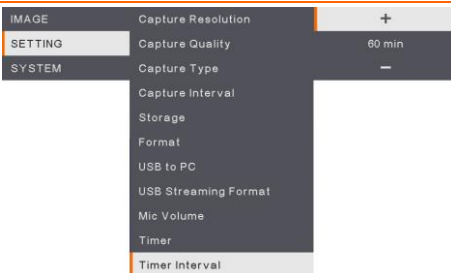 IMAGE
SETTING
SYSTEM
Capture Resolution
Capture Quality
Capture Type
Capture Interval
Storage
Format
USB to PC
USB Streaming Format
Mic Volume
Timer
Timer Interval
+
60 min
−